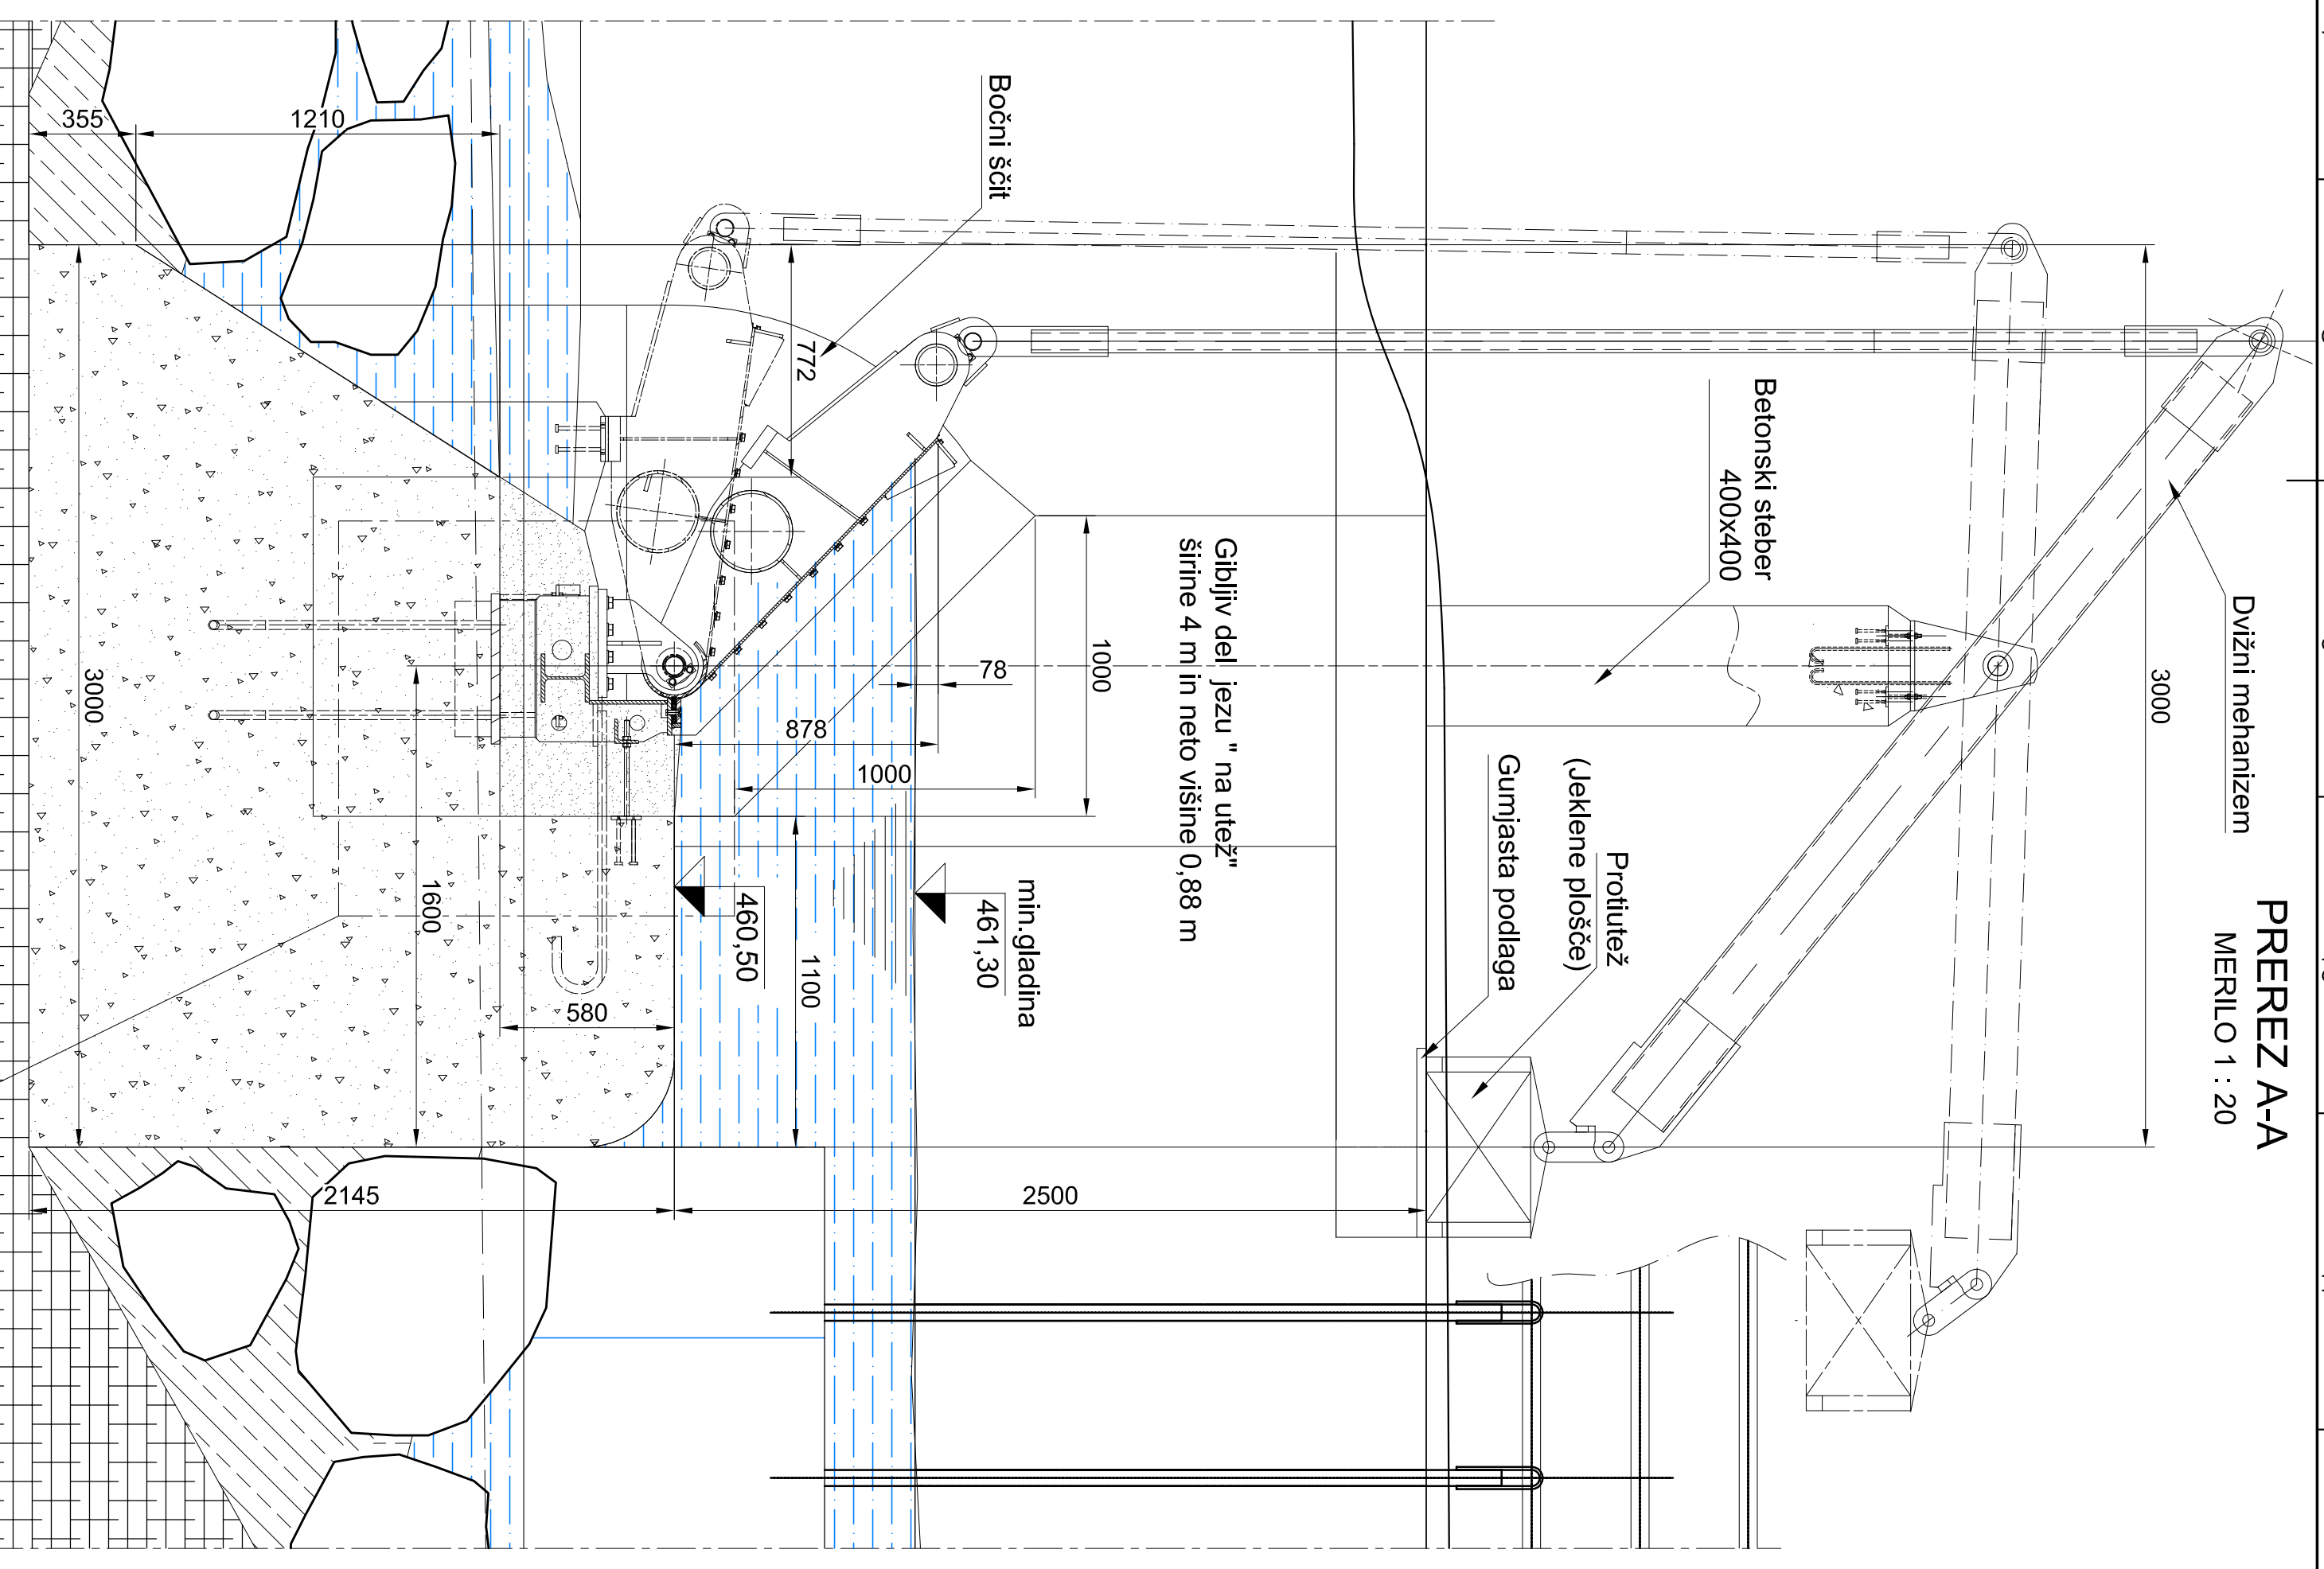 PREREZ A-A
MERILO 1 : 20
Dvižni mehanizem
3000
Betonski steber
400x400
Protiutež
(Jeklene plošče)
Gumjasta podlaga
Gibljiv del jezu " na utež"
širine 4 m in neto višine 0,88 m
Bočni ščit
min.gladina
461,30
460,50
1000
78
878
1000
772
1100
1600
580
3000
355
1210
2145
2500